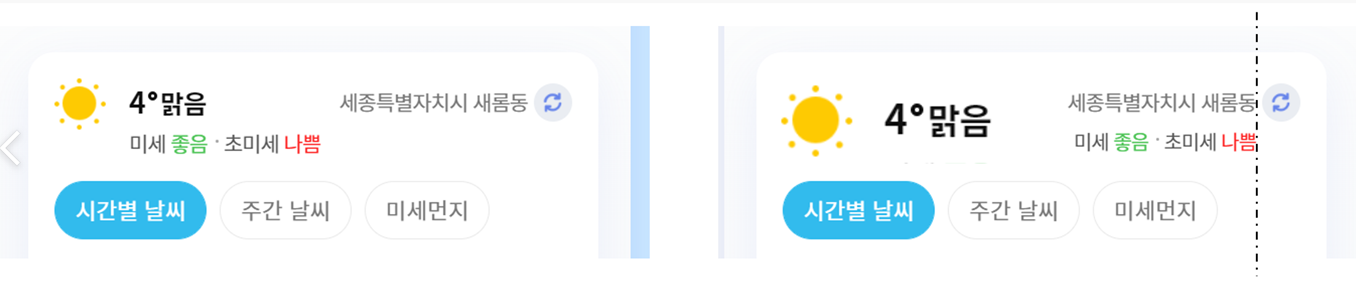 4°맑음
세종특별자치시 새롬동
미세 좋음 · 초미세 나쁨
시간별 날씨
주간 날씨
미세먼지
4°맑음
세종특별자치시 새롬동
미세 좋음 · 초미세 나쁨
시간별 날씨
주간 날씨
미세먼지